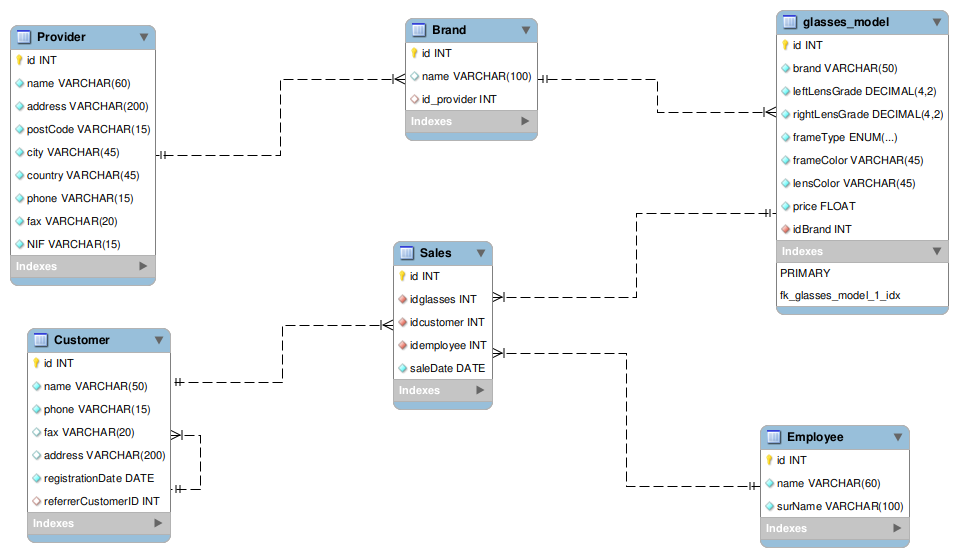 Provider
id INT
name VARCHAR(60)
address VARCHAR(200)
postCode VARCHAR(15)
city VARCHAR(45)
country VARCHAR(45)
phone VARCHAR(15)
fax VARCHAR(20)
NIF VARCHAR(15)
Indexes
Brand
id INT
name VARCHAR(100)
id_provider INT
Indexes
glasses_model
id INT
brand VARCHAR(50)
leftLensGrade DECIMAL(4,2)
rightLensGrade DECIMAL(4,2)
frameType ENUM(...)
frameColor VARCHAR(45)
lensColor VARCHAR(45)
price FLOAT
idBrand INT
Indexes
PRIMARY
fk_glasses_model_1_idx
Sales
id INT
idglasses INT
idcustomer INT
idemployee INT
saleDate DATE
Indexes
Customer
id INT
name VARCHAR(50)
phone VARCHAR(15)
fax VARCHAR(20)
address VARCHAR(200)
registrationDate DATE
referrerCustomerID INT
Indexes
Employee
id INT
name VARCHAR(60)
surName VARCHAR(100)
Indexes